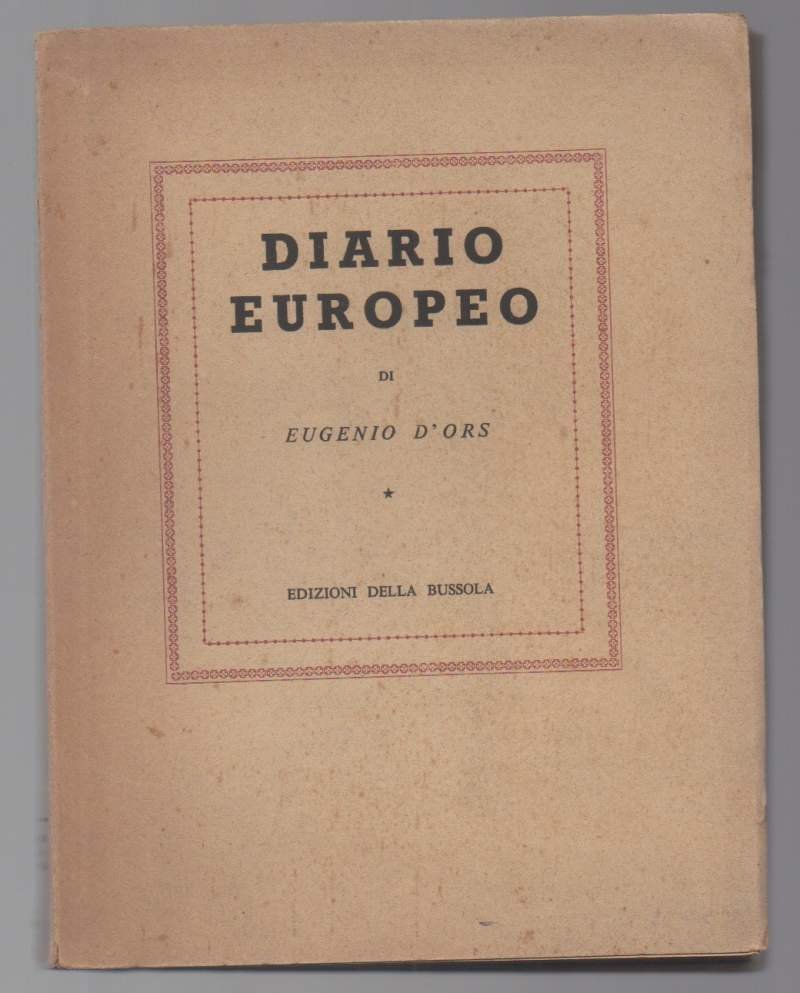 DIARIO
EUROPEO
DI
EUGENIO D'ORS
★
EDIZIONI DELLA BUSSOLA